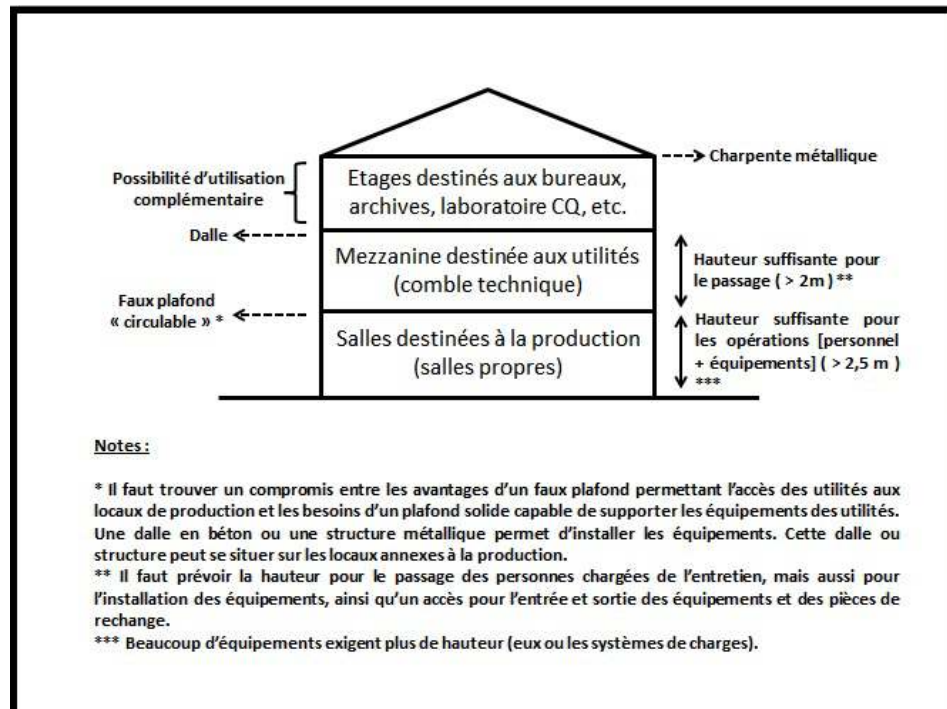 Charpente métallique
Possibilité d'utilisation
complémentaire
Etages destinés aux bureaux,
archives, laboratoire CQ, etc.
Dalle
Mezzanine destinée aux utilités
(comble technique)
Hauteur suffisante pour
le passage ( > 2m ) **
Faux plafond
« circulable » *
Salles destinées à la production
(salles propres)
Hauteur suffisante pour
les opérations [personnel
+ équipements] ( > 2,5 m )
***
Notes :
* Il faut trouver un compromis entre les avantages d'un faux plafond permettant l'accès des utilités aux
locaux de production et les besoins d'un plafond solide capable de supporter les équipements des utilités.
Une dalle en béton ou une structure métallique permet d'installer les équipements. Cette dalle ou
structure peut se situer sur les locaux annexes à la production.
** Il faut prévoir la hauteur pour le passage des personnes chargées de l'entretien, mais aussi pour
l'installation des équipements, ainsi qu'un accès pour l'entrée et sortie des équipements et des pièces de
rechange.
*** Beaucoup d'équipements exigent plus de hauteur (eux ou les systèmes de charges).